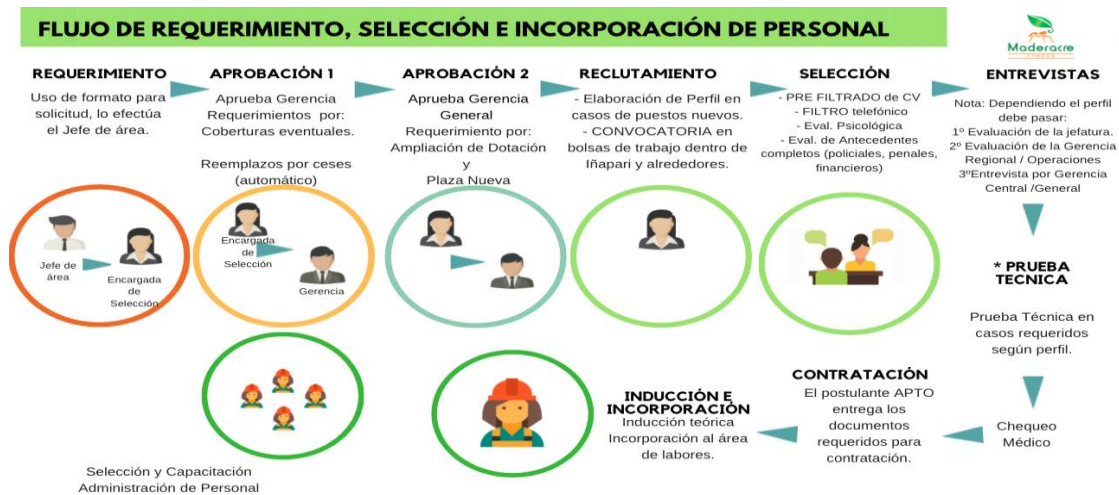 FLUJO DE REQUERIMIENTO, SELECCIÓN E INCORPORACIÓN DE PERSONAL
Maderacre
REQUERIMIENTO
Uso de formato para
solicitud, lo efectúa
el Jefe de área.
APROBACIÓN 1
Aprueba Gerencia
Requerimientos por:
Coberturas eventuales.
Reemplazos por ceses
(automático)
APROBACIÓN 2
Aprueba Gerencia
General
Requerimiento por:
Ampliación de Dotación
y
Plaza Nueva
RECLUTAMIENTO
- Elaboración de Perfil en
casos de puestos nuevos.
- CONVOCATORIA en
bolsas de trabajo dentro de
Iñapari y alrededores.
SELECCIÓN
- PRE FILTRADO de CV
- FILTRO telefónico
- Eval. Psicológica
- Eval. de Antecedentes
completos (policiales, penales,
financieros)
ENTREVISTAS
Nota: Dependiendo el perfil
debe pasar:
1º Evaluación de la jefatura.
2º Evaluación de la Gerencia
Regional / Operaciones
3ºEntrevista por Gerencia
Central /General
Jefe de
área
Encargada
de
Selección
Encargada
de
Selección
Gerencia
* PRUEBA
TECNICA
Prueba Técnica en
casos requeridos
según perfil.
Chequeo
Médico
CONTRATACIÓN
El postulante APTO
entrega los
documentos
requeridos para
contratación.
INDUCCIÓN E
INCORPORACIÓN
Inducción teórica
Incorporación al área
de labores.
Selección y Capacitación
Administración de Personal